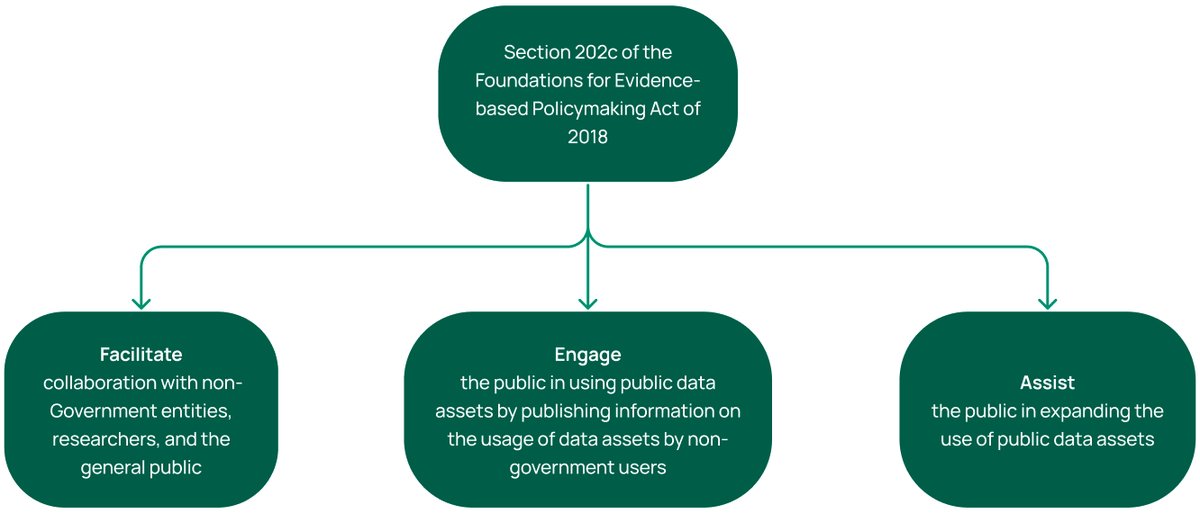 Section 202c of the
Foundations for Evidence-
based Policymaking Act of
2018
Facilitate
collaboration with non-
Government entities,
researchers, and the
general public
Engage
the public in using public data
assets by publishing information on
the usage of data assets by non-
government users
Assist
the public in expanding the
use of public data assets